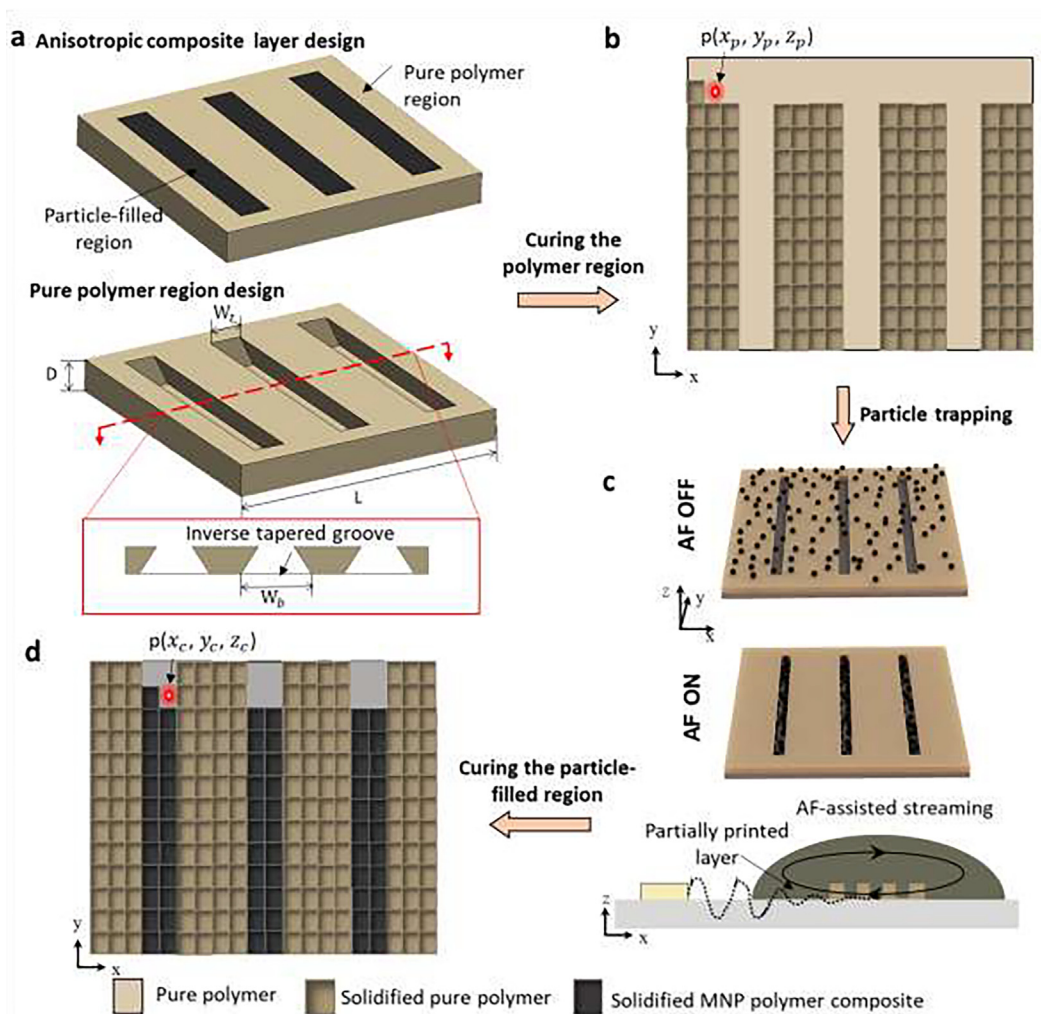 a
Anisotropic composite layer design
Pure polymer
region
Particle-filled
region
Pure polymer region design
W_t
D
L
Inverse tapered groove
W_b
Curing the
polymer region
b
p(x_p, y_p, z_p)
y
x
Particle trapping
c
AF OFF
z
y
x
AF ON
AF-assisted streaming
Partially printed
layer
z
x
Curing the particle-
filled region
d
p(x_c, y_c, z_c)
y
x
Pure polymer
Solidified pure polymer
Solidified MNP polymer composite